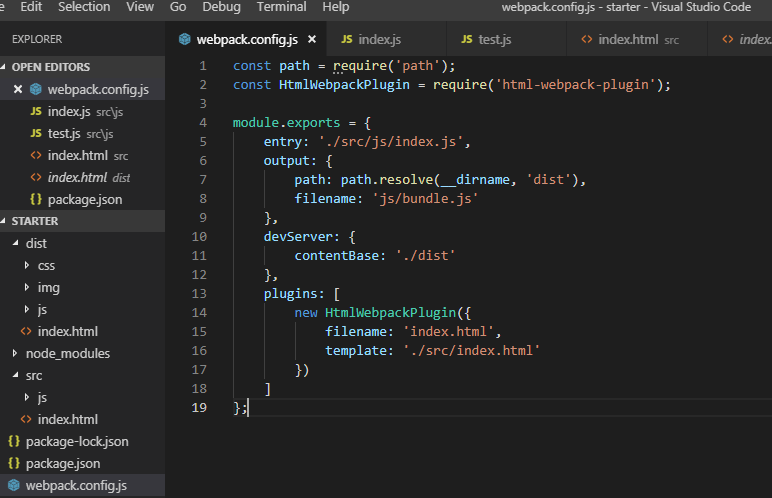 Edit Selection View Go Debug Terminal Help webpack.config.js - starter - Visual Studio Code
EXPLORER
webpack.config.js JS index.js JS test.js <> index.html src <> index.
OPEN EDITORS
webpack.config.js
JS index.js src\js
JS test.js src\js
<> index.html src
<> index.html dist
{} package.json
STARTER
dist
css
img
js
<> index.html
node_modules
src
js
<> index.html
{} package-lock.json
{} package.json
webpack.config.js
1 const path = require('path');
2 const HtmlWebpackPlugin = require('html-webpack-plugin');
3
4 module.exports = {
5 entry: './src/js/index.js',
6 output: {
7 path: path.resolve(__dirname, 'dist'),
8 filename: 'js/bundle.js'
9 },
10 devServer: {
11 contentBase: './dist'
12 },
13 plugins: [
14 new HtmlWebpackPlugin({
15 filename: 'index.html',
16 template: './src/index.html'
17 })
18 ]
19 };